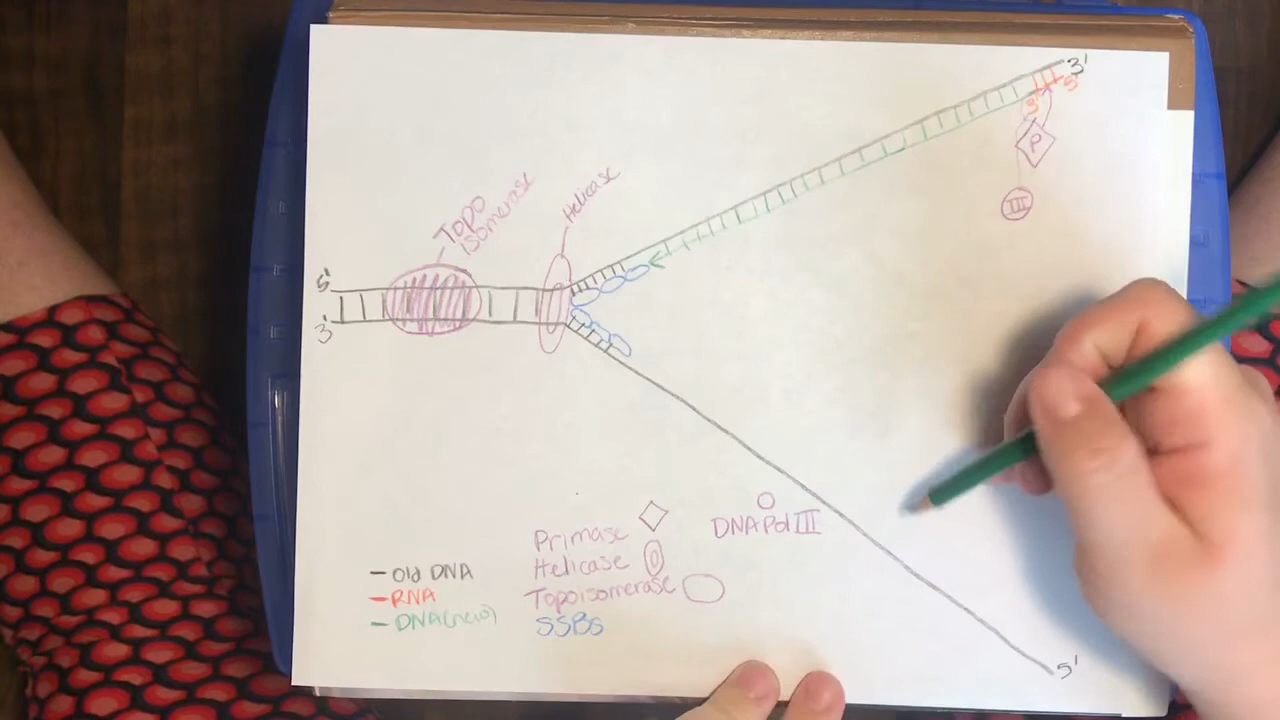 3'
5'
3'
P
III
Topo
isomerase
Helicase
5'
3'
Primase
Helicase
Topoisomerase
SSBs
DNA Pol III
- Old DNA
- RNA
- DNA(new)
5'